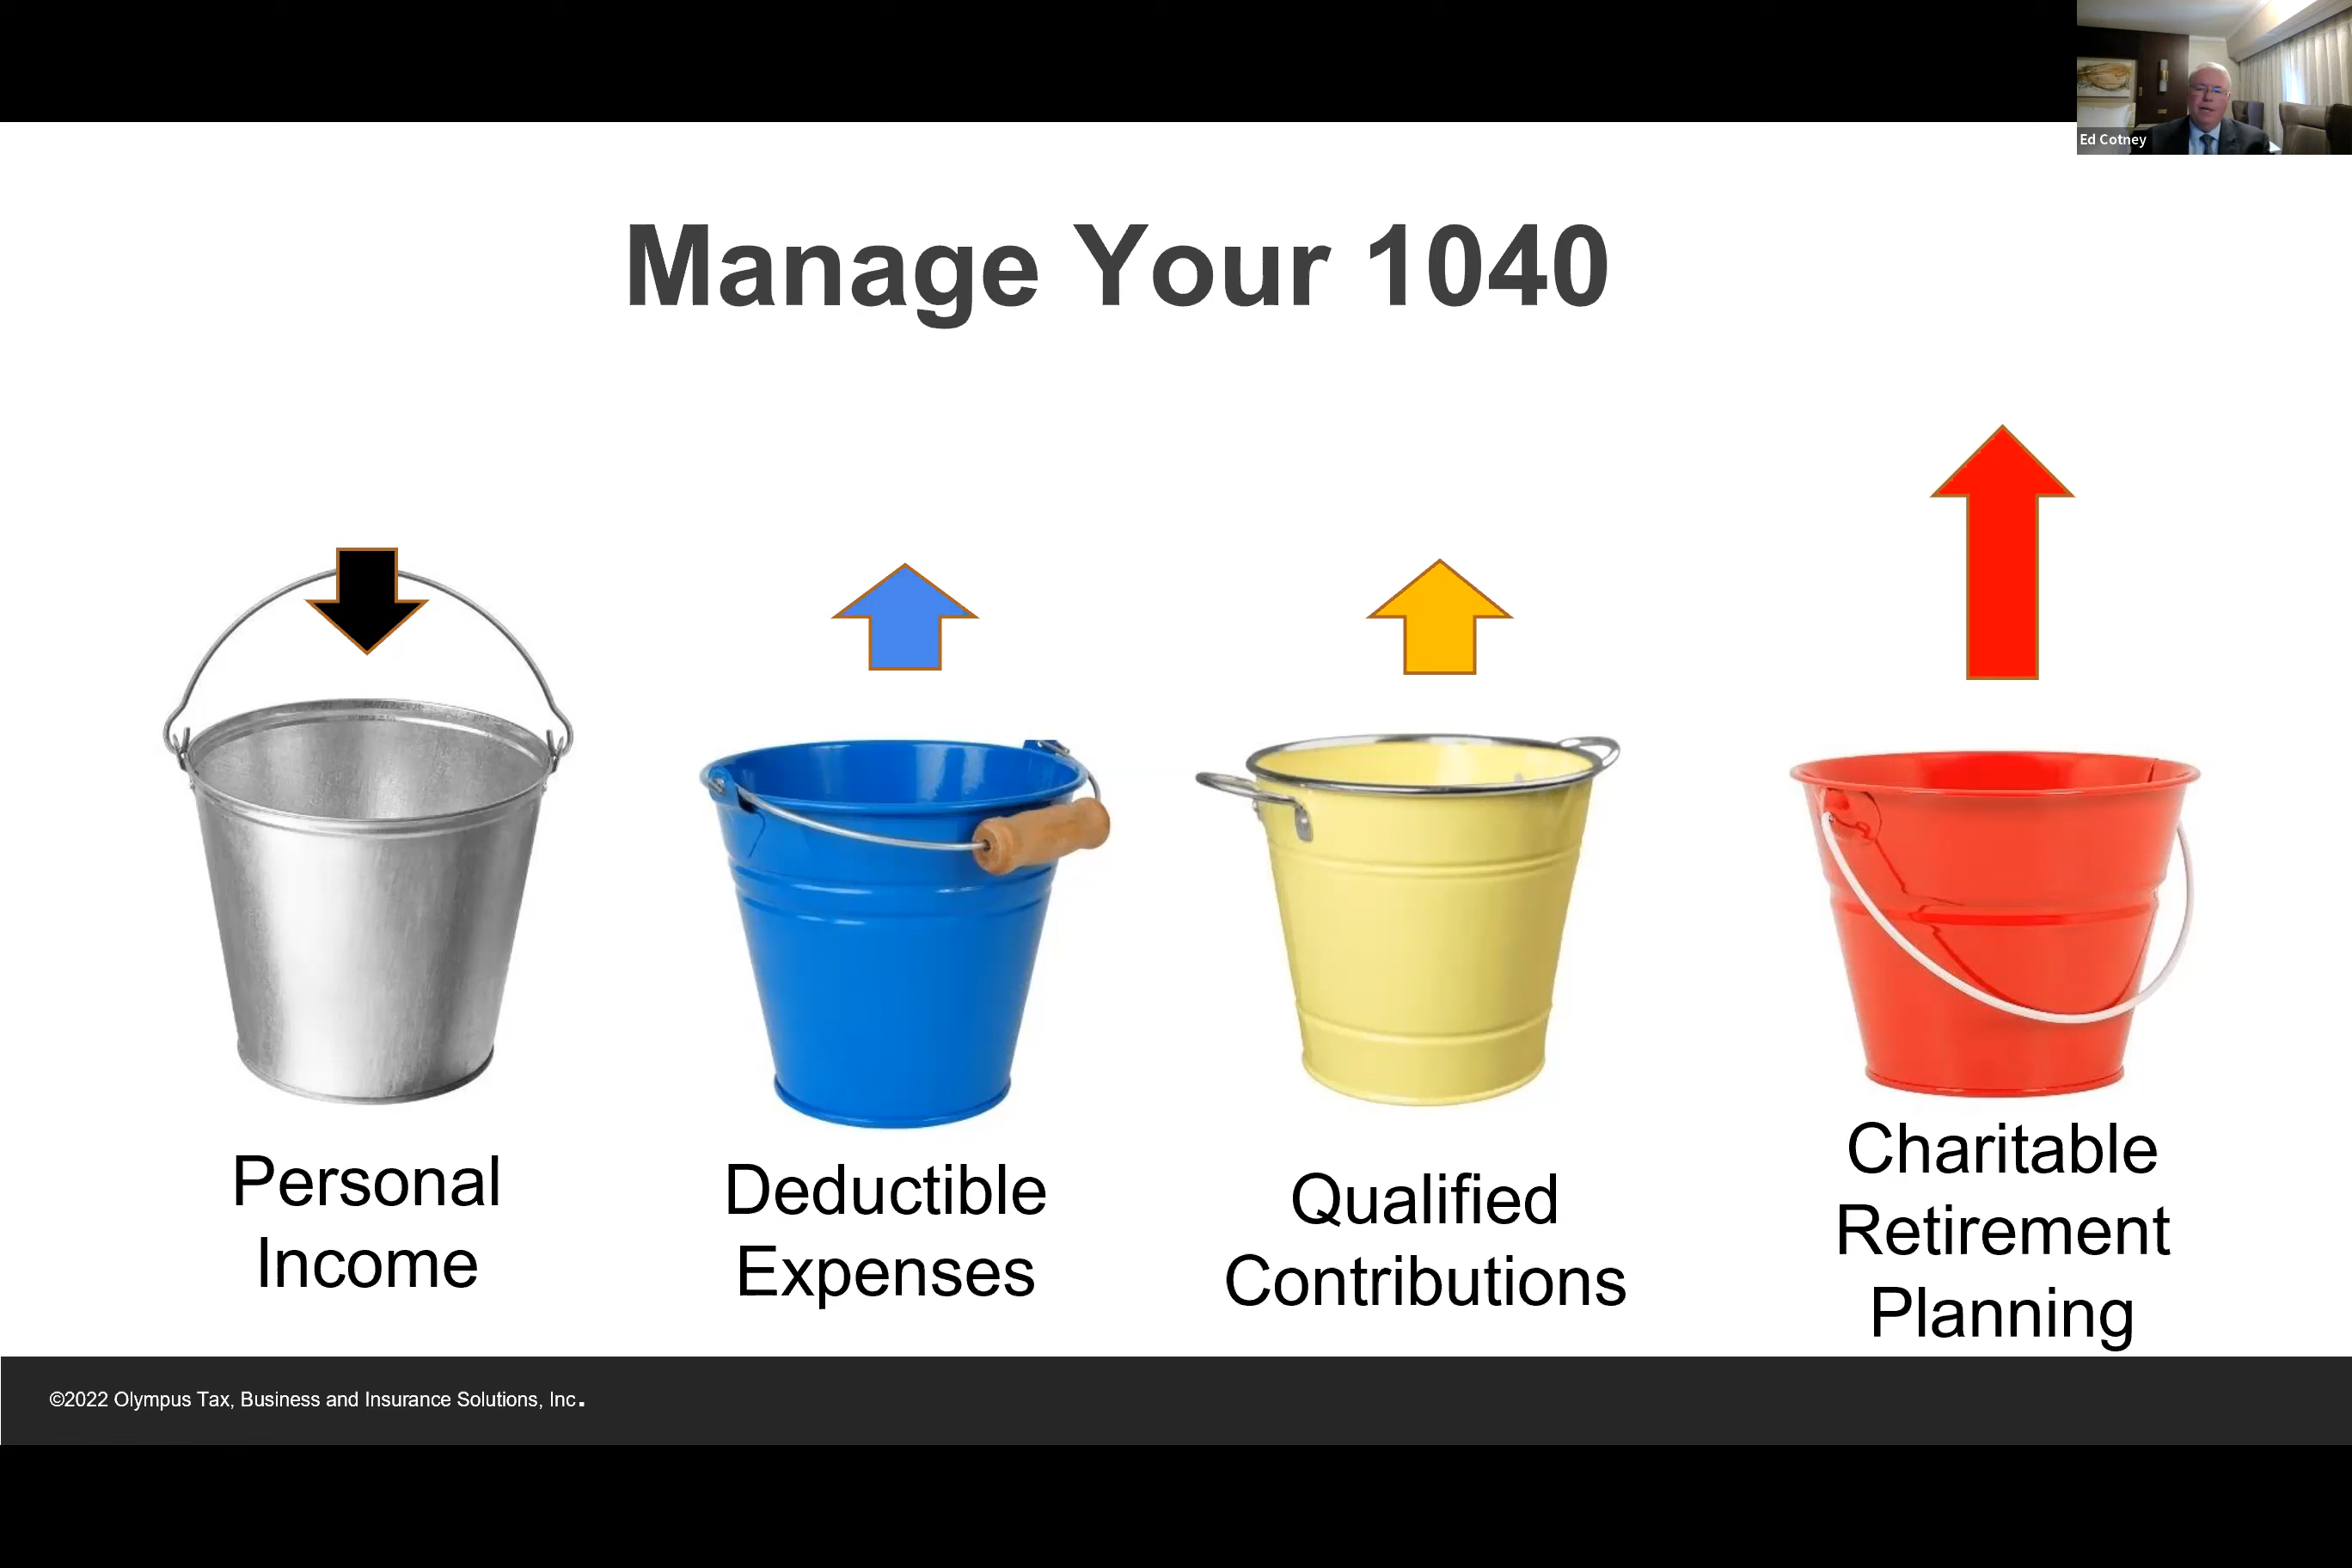 Ed Cotney
Manage Your 1040
Personal
Income
Deductible
Expenses
Qualified
Contributions
Charitable
Retirement
Planning
©2022 Olympus Tax, Business and Insurance Solutions, Inc.